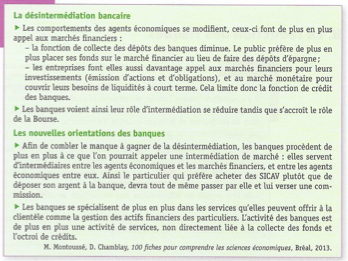 La désintermédiation bancaire
► Les comportements des agents économiques se modifient, ceux-ci font de plus en plus
appel aux marchés financiers :
– la fonction de collecte des dépôts des banques diminue. Le public préfère de plus en
plus placer ses fonds sur le marché financier au lieu de faire des dépôts d'épargne ;
– les entreprises font elles aussi davantage appel aux marchés financiers pour leurs
investissements (émission d'actions et d'obligations), et au marché monétaire pour
couvrir leurs besoins de liquidités à court terme. Cela limite donc la fonction de crédit
des banques.
► Les banques voient ainsi leur rôle d'intermédiation se réduire tandis que s'accroît le rôle
de la Bourse.
Les nouvelles orientations des banques
► Afin de combler le manque à gagner de la désintermédiation, les banques procèdent de
plus en plus à ce que l'on pourrait appeler une intermédiation de marché : elles servent
d'intermédiaires entre les agents économiques et les marchés financiers, et entre les agents
économiques entre eux. Ainsi le particulier qui préfère acheter des SICAV plutôt que de
déposer son argent à la banque, devra tout de même passer par elle et lui verser une com-
mission.
► Les banques se spécialisent de plus en plus dans les services qu'elles peuvent offrir à la
clientèle comme la gestion des actifs financiers des particuliers. L'activité des banques est
de plus en plus une activité de services, non directement liée à la collecte des fonds et
l'octroi de crédits.
M. Montoussé, D. Chamblay, 100 fiches pour comprendre les sciences économiques, Bréal, 2013.